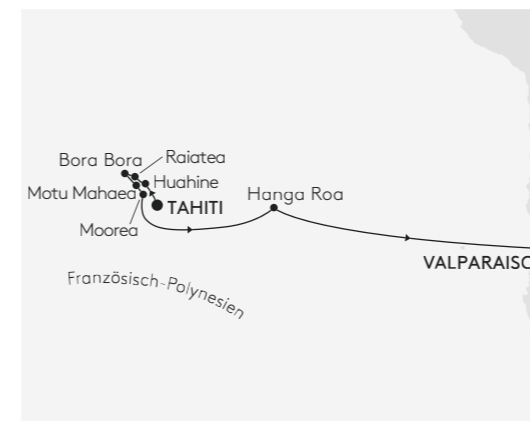 Bora Bora
Raiatea
Huahine
Motu Mahaea
Hanga Roa
TAHITI
Moorea
VALPARAISO
Französisch-Polynesien